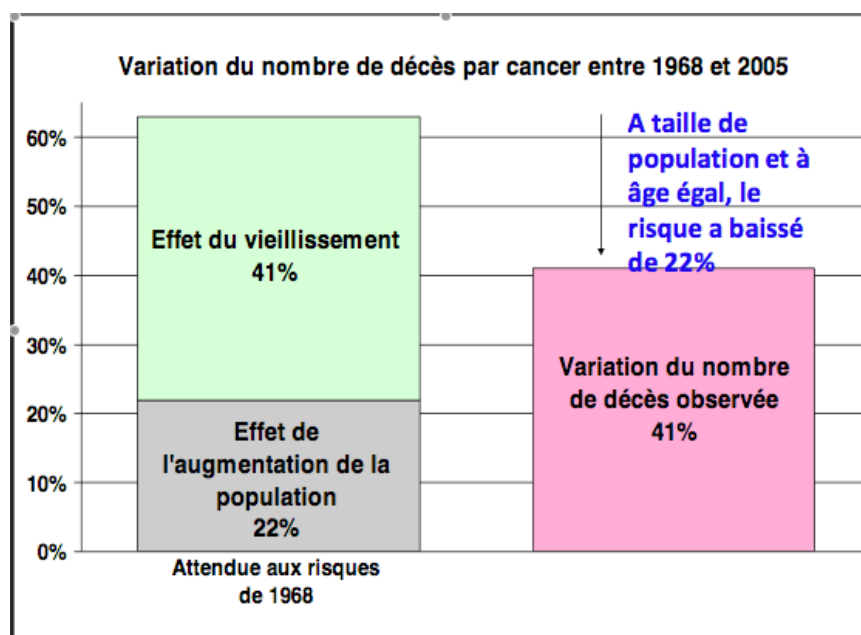 Variation du nombre de décès par cancer entre 1968 et 2005
60%
50%
40%
30%
20%
10%
0%
Effet du vieillissement
41%
Effet de
l'augmentation de la
population
22%
Attendue aux risques
de 1968
A taille de
population et à
âge égal, le
risque a baissé
de 22%
Variation du nombre
de décès observée
41%